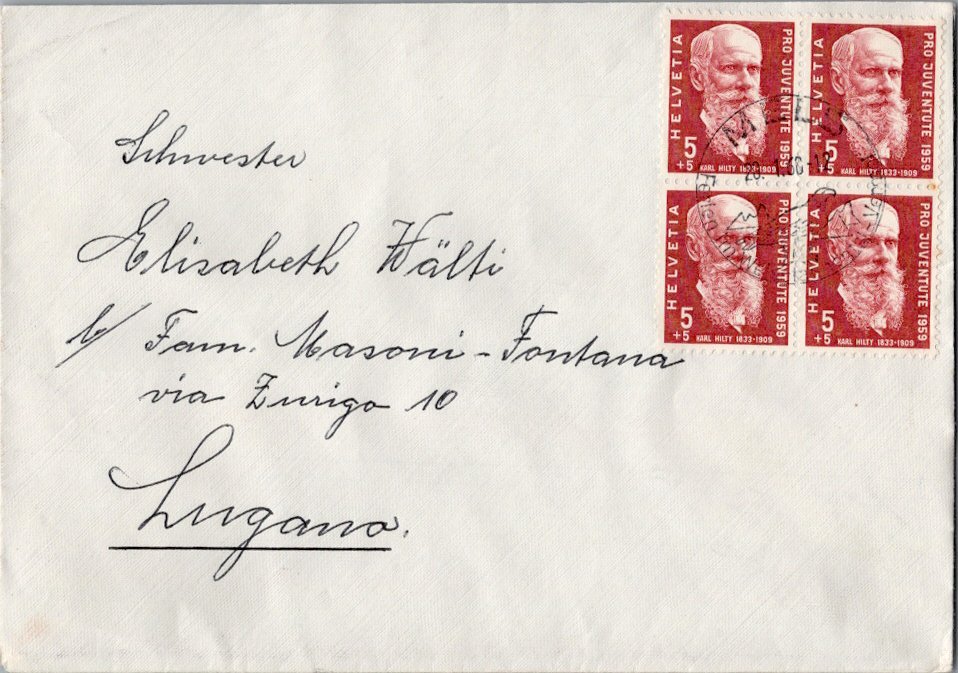 Schwester
Elisabeth Wälti
b/ Fam. Masoni-Fontana
via Zurigo 10
Lugano.
HELVETIA
PRO JUVENTUTE 1959
5
+5
KARL HILTY 1833-1909
HELVETIA
PRO JUVENTUTE 1959
5
+5
KARL HILTY 1833-1909
HELVETIA
PRO JUVENTUTE 1959
5
+5
KARL HILTY 1833-1909
HELVETIA
PRO JUVENTUTE 1959
5
+5
KARL HILTY 1833-1909